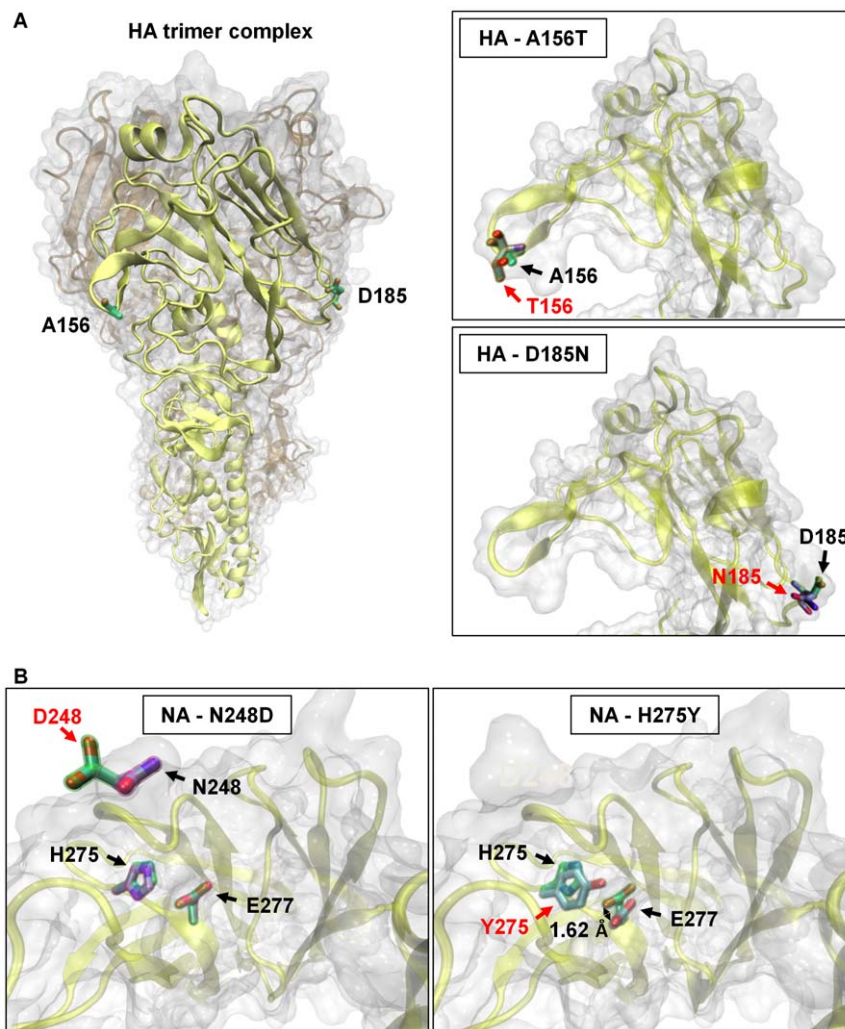 A
HA trimer complex
A156
D185
HA - A156T
A156
T156
HA - D185N
D185
N185
B
NA - N248D
D248
N248
H275
E277
NA - H275Y
H275
Y275
1.62 Å
E277